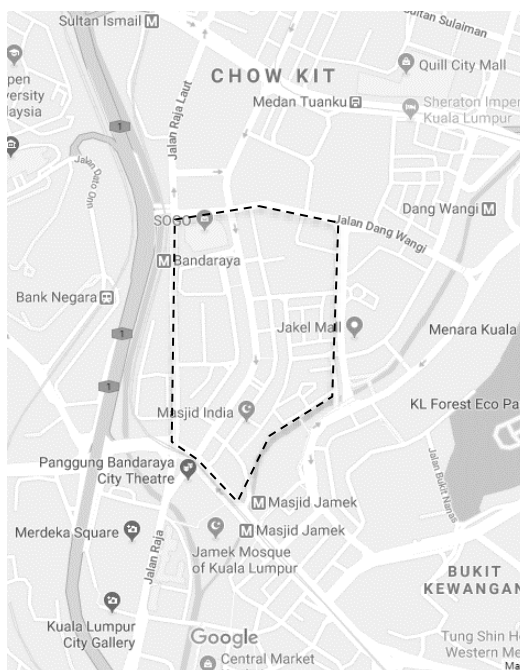 Sultan Ismail M
Sultan Sulaiman
CHOW KIT
Quill City Mall
pen
versity
laysia
Medan Tuanku
Sheraton Imper
Kuala Lumpur
1
Jalan Raja Laut
Jalan Dato Onn
SOGO
Jalan Dang Wangi
Dang Wangi M
M Bandaraya
Bank Negara
Jakel Mall
Menara Kuala
1
1
Masjid India
KL Forest Eco Pa
Panggung Bandaraya
City Theatre
Jalan Bukit Nanas
M Masjid Jamek
Merdeka Square
M Masjid Jamek
Jamek Mosque
of Kuala Lumpur
Jalan Raja
BUKIT
KEWANGAN
Kuala Lumpur
City Gallery
Google
Tung Shin Ho
Western Me
Central Market
Ma